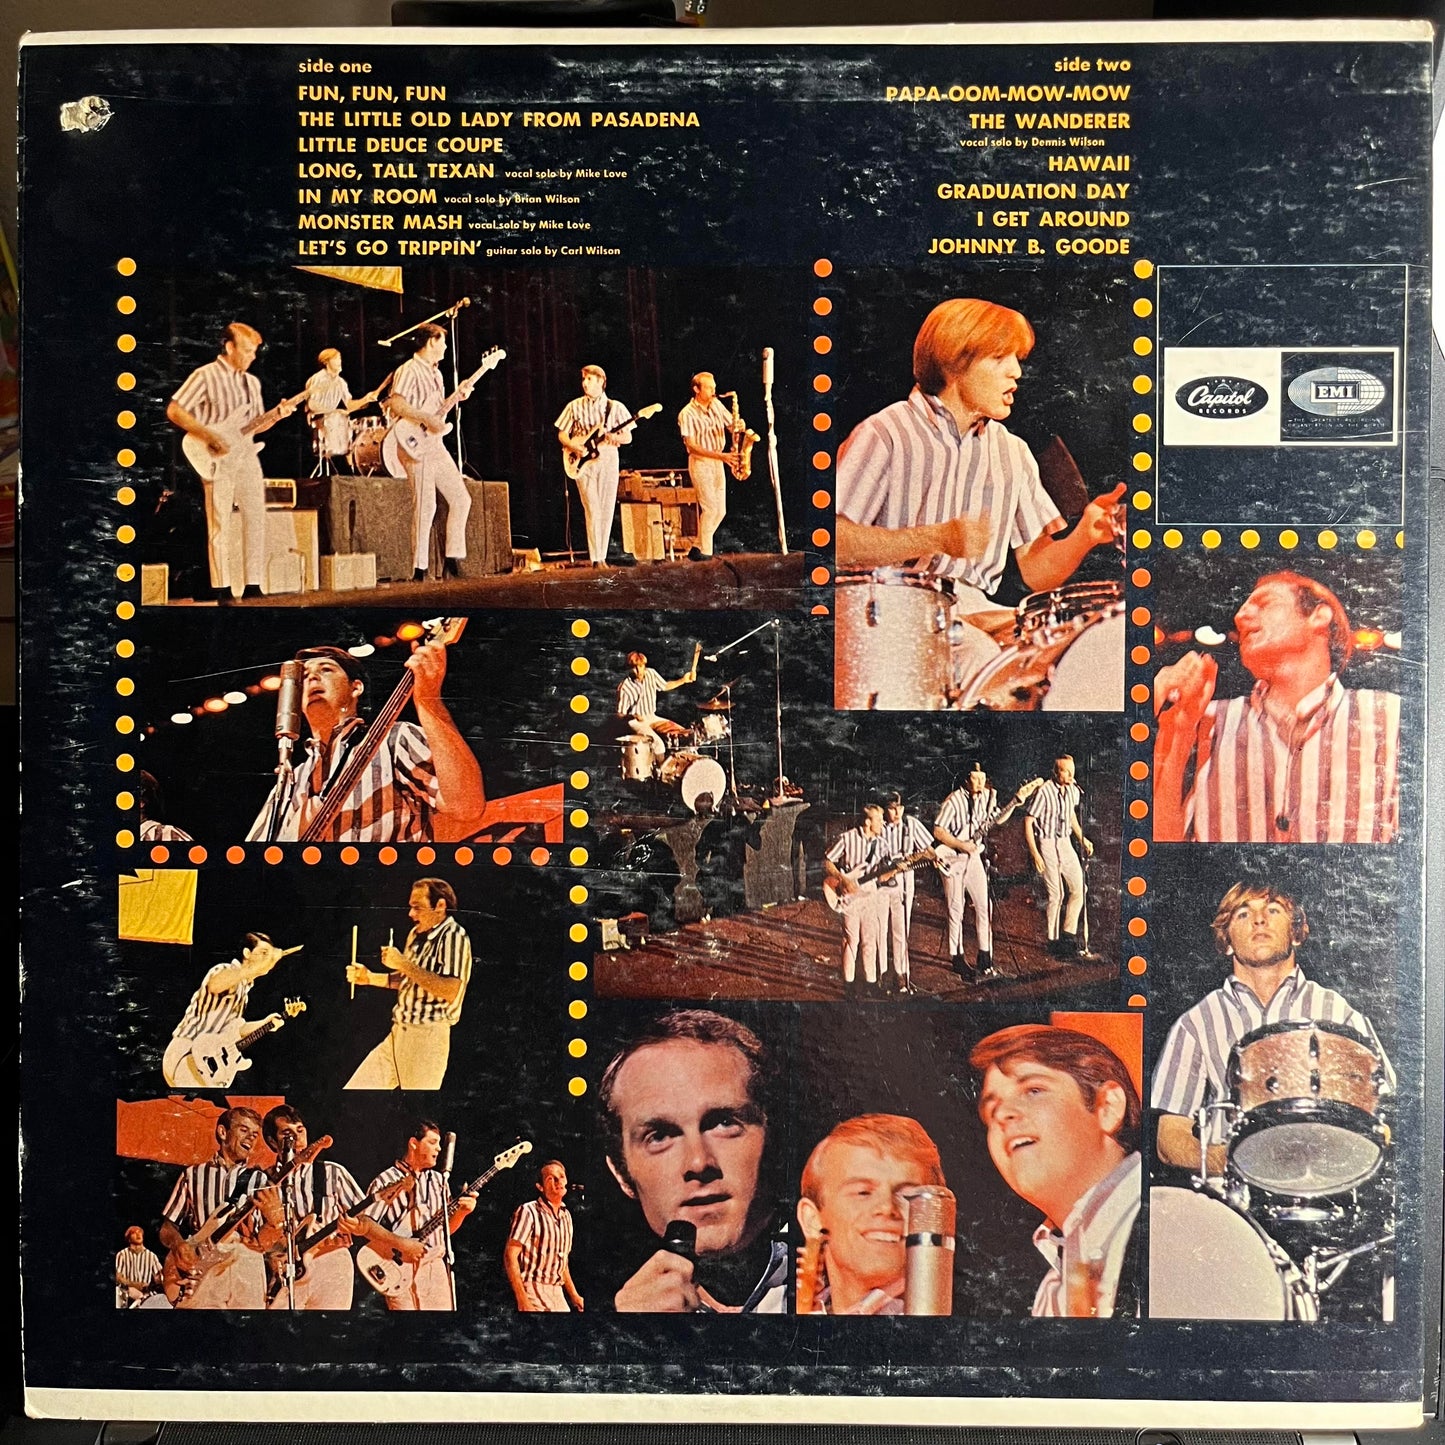 side one
FUN, FUN, FUN
THE LITTLE OLD LADY FROM PASADENA
LITTLE DEUCE COUPE
LONG, TALL TEXAN vocal solo by Mike Love
IN MY ROOM vocal solo by Brian Wilson
MONSTER MASH vocal solo by Mike Love
LET'S GO TRIPPIN' guitar solo by Carl Wilson
side two
PAPA-OOM-MOW-MOW
THE WANDERER
vocal solo by Dennis Wilson
HAWAII
GRADUATION DAY
I GET AROUND
JOHNNY B. GOODE
Capitol
RECORDS
EMI